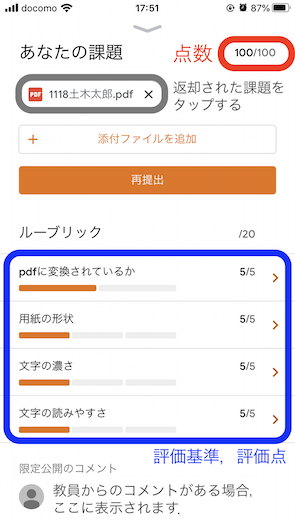 docomo 17:51 87%
あなたの課題 点数 100/100
PDF 1118土木太郎.pdf × 返却された課題を
タップする
+ 添付ファイルを追加
再提出
ルーブリック /20
pdfに変換されているか 5/5
用紙の形状 5/5
文字の濃さ 5/5
文字の読みやすさ 5/5
評価基準，評価点
限定公開のコメント
教員からのコメントがある場合，
ここに表示されます．